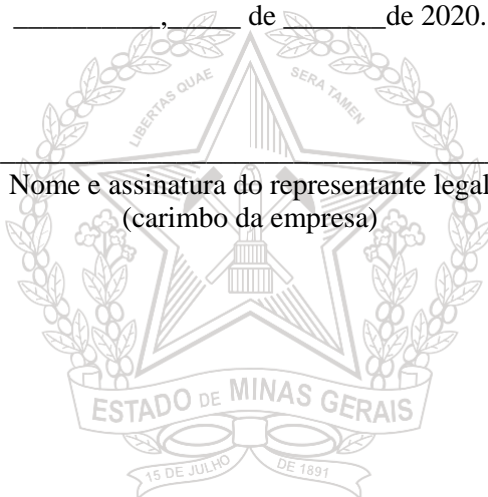 __________,_____ de _______de 2020.
LIBERTAS QUAE SERA TAMEN
Nome e assinatura do representante legal
(carimbo da empresa)
ESTADO DE MINAS GERAIS
15 DE JULHO DE 1891